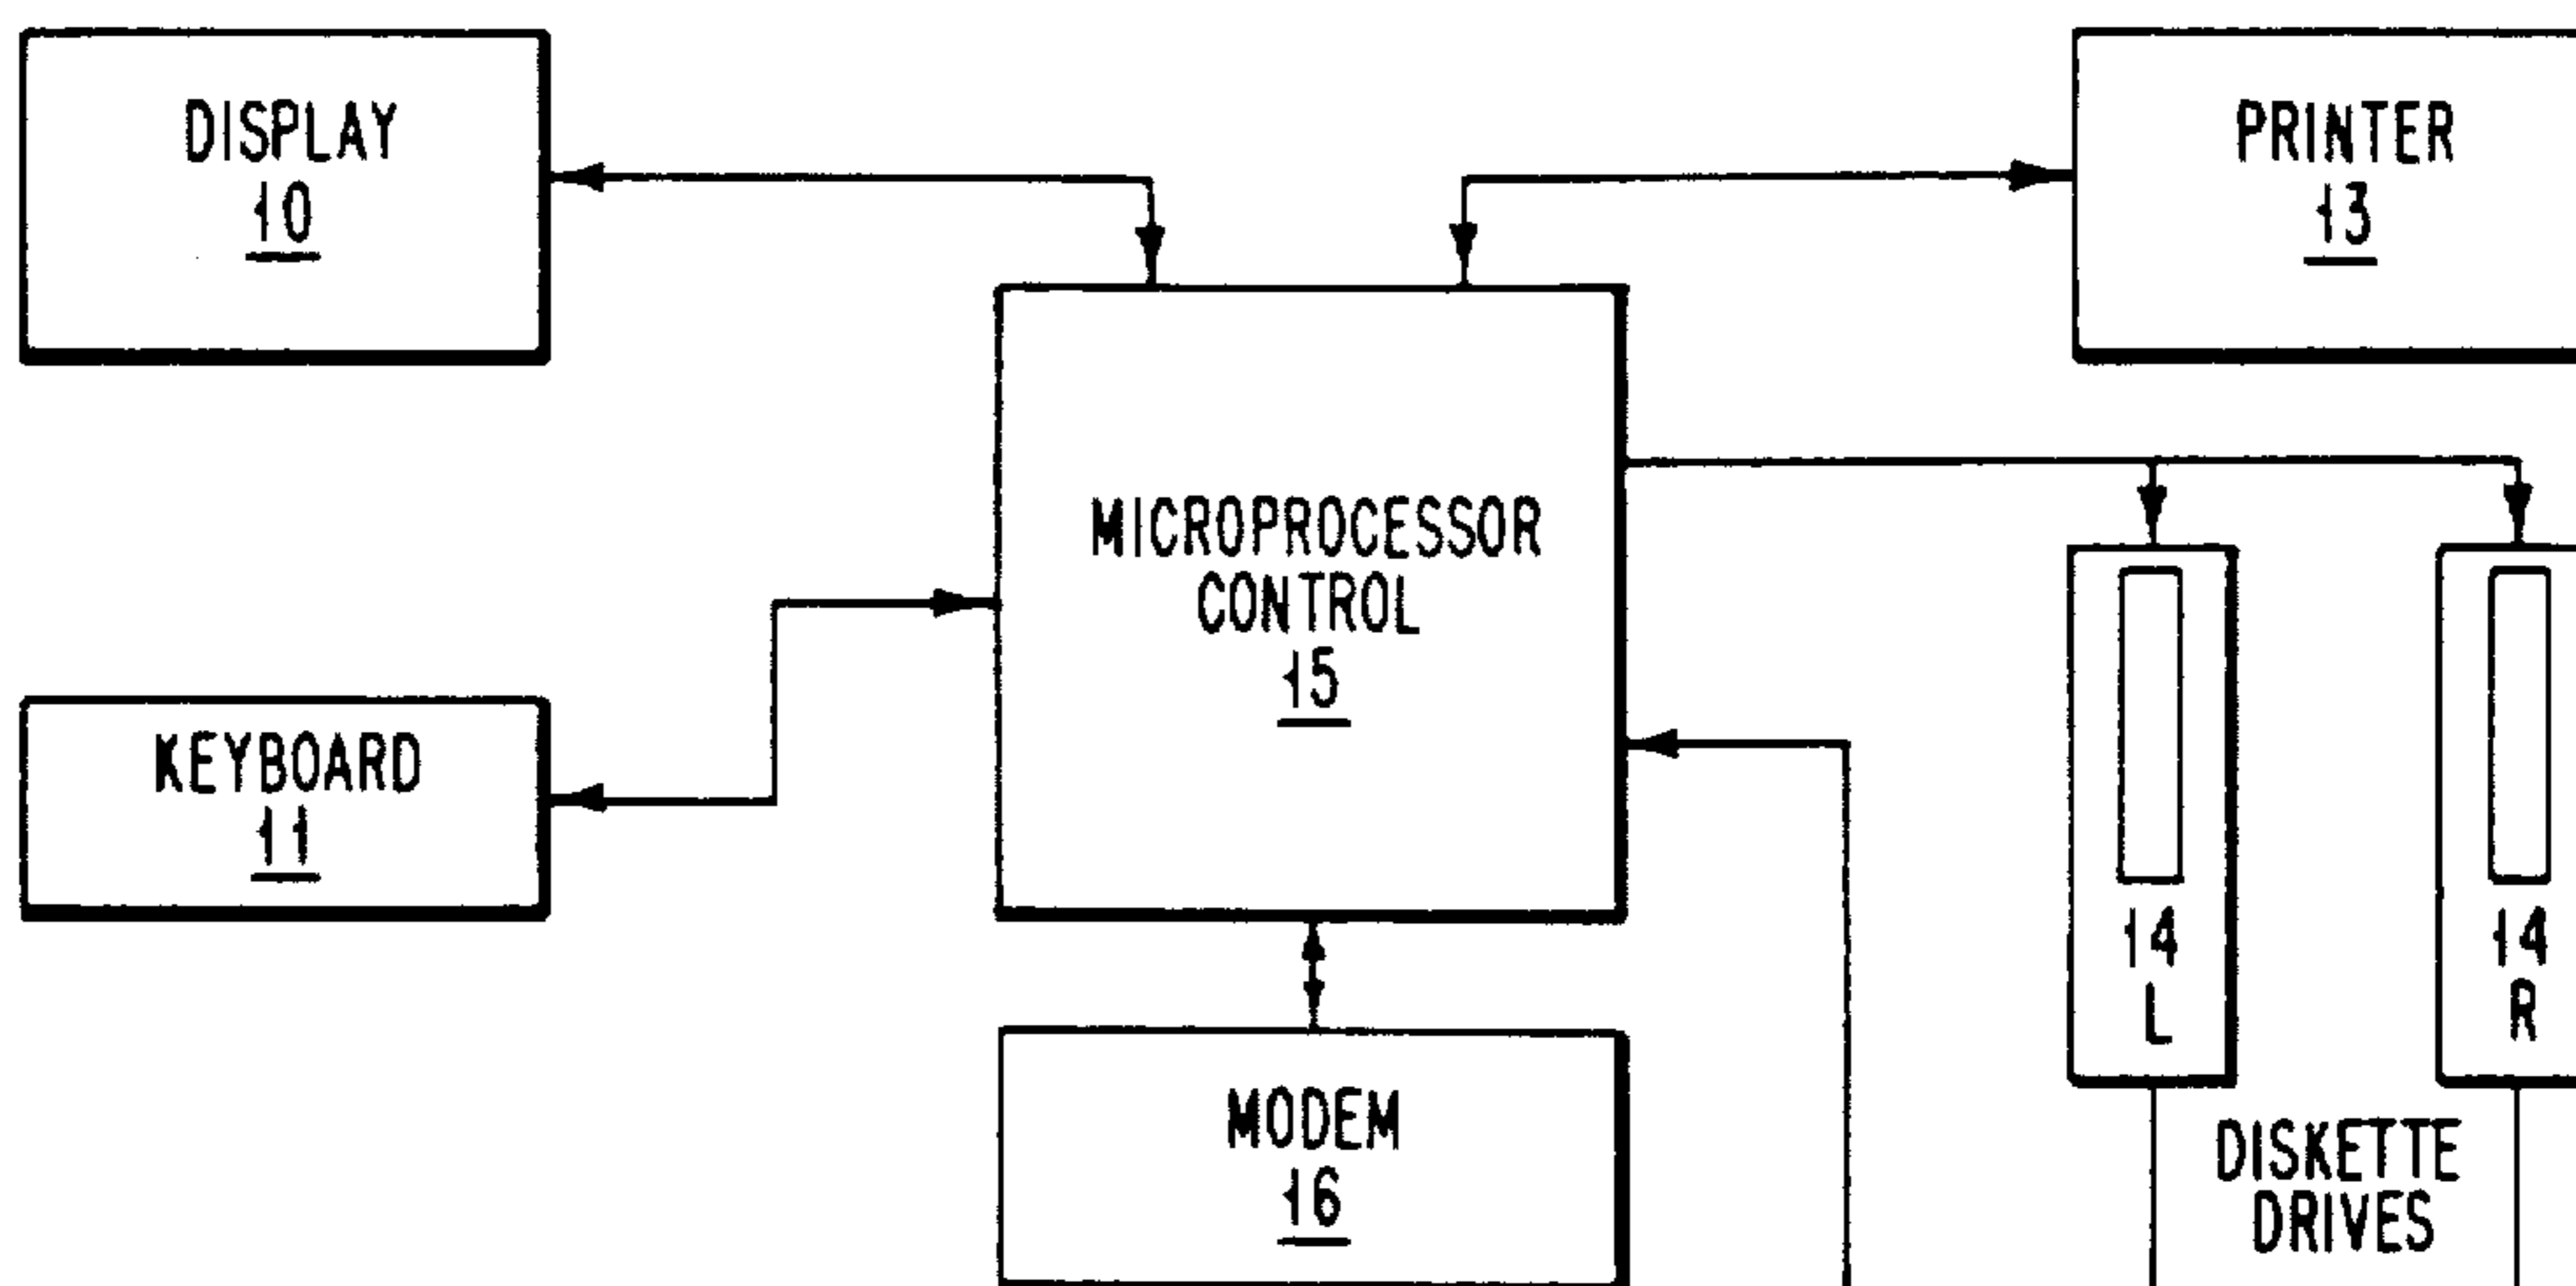 DISPLAY
10
PRINTER
13
MICROPROCESSOR
CONTROL
15
KEYBOARD
11
14
L
14
R
MODEM
16
DISKETTE
DRIVES